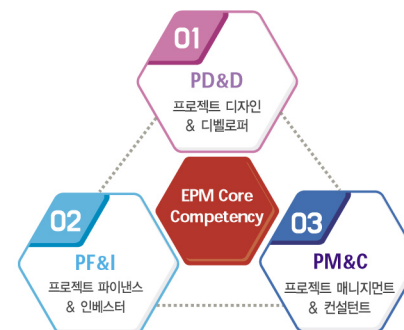 01
PD&D
프로젝트 디자인
& 디벨로퍼
EPM Core
Competency
02
PF&I
프로젝트 파이낸스
& 인베스터
03
PM&C
프로젝트 매니지먼트
& 컨설턴트